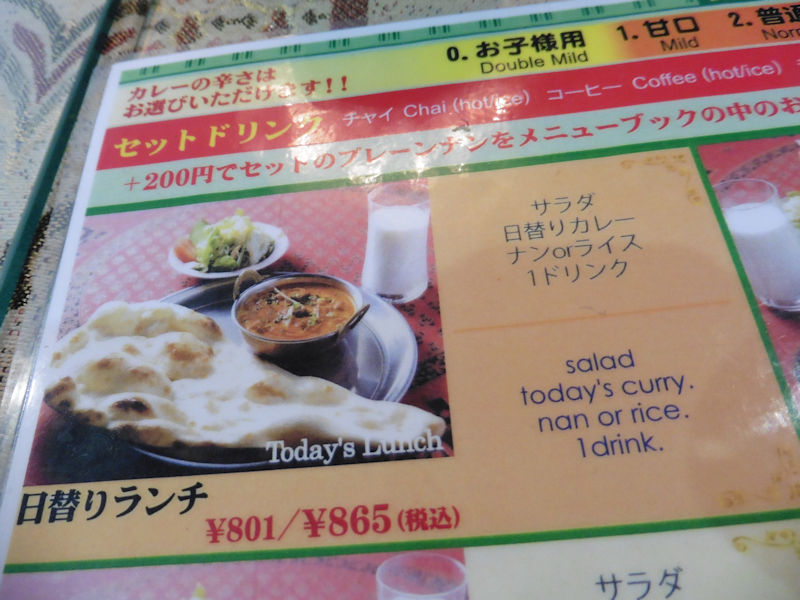 カレーの辛さは
お選びいただけます!!
0. お子様用 1. 甘口 2. 普通
Double Mild Mild
セットドリンク チャイ Chai (hot/ice) コーヒー Coffee (hot/ice)
+200円でセットのプレーンナンをメニューブックの中のお
サラダ
日替りカレー
ナンorライス
1ドリンク
salad
today's curry.
nan or rice.
1drink.
Today's Lunch
日替りランチ
¥801/¥865(税込)
サラダ